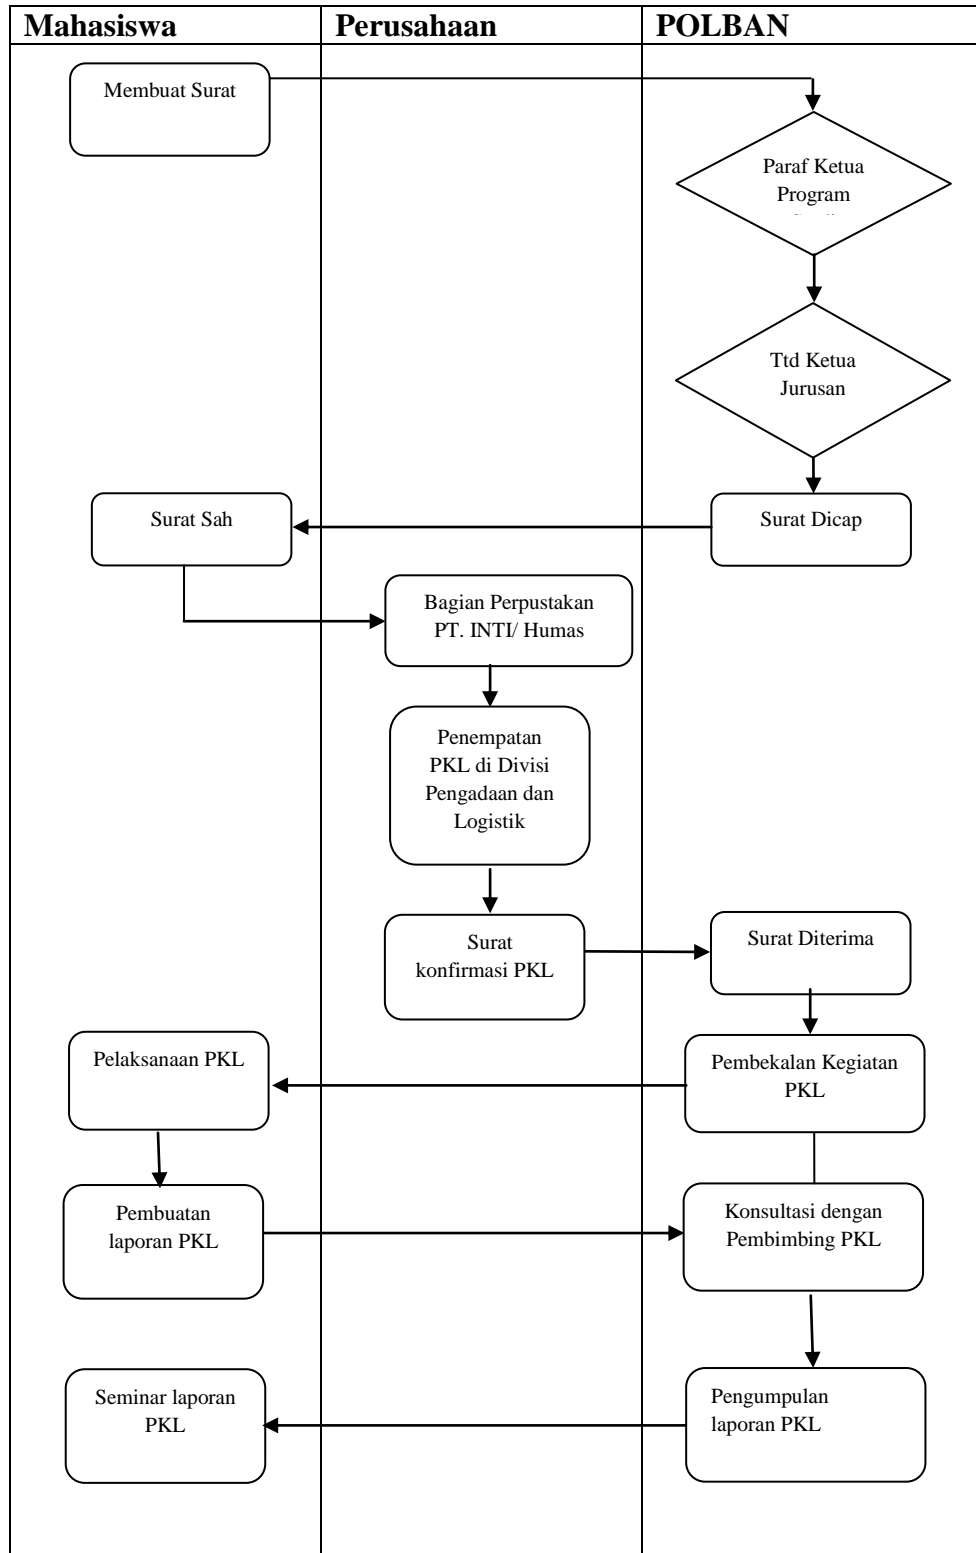 Mahasiswa
Perusahaan
POLBAN
Membuat Surat
Paraf Ketua
Program
Ttd Ketua
Jurusan
Surat Sah
Surat Dicap
Bagian Perpustakan
PT. INTI/ Humas
Penempatan
PKL di Divisi
Pengadaan dan
Logistik
Surat
konfirmasi PKL
Surat Diterima
Pelaksanaan PKL
Pembekalan Kegiatan
PKL
Pembuatan
laporan PKL
Konsultasi dengan
Pembimbing PKL
Seminar laporan
PKL
Pengumpulan
laporan PKL